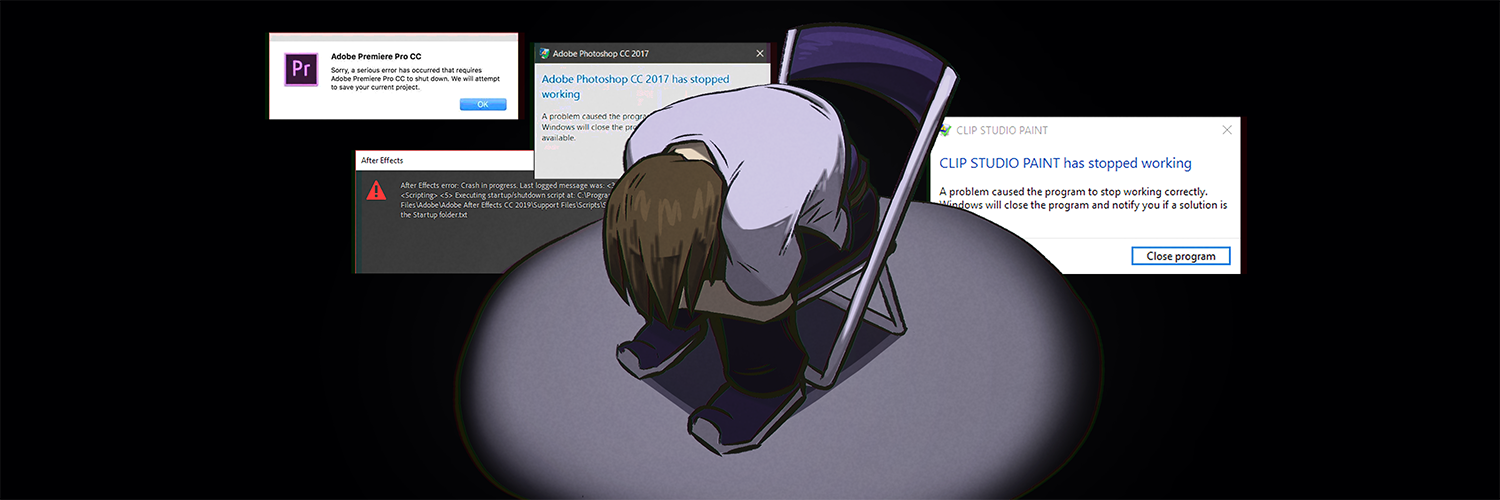 Pr
Adobe Premiere Pro CC
Sorry, a serious error has occurred that requires
Adobe Premiere Pro CC to shut down. We will attempt
to save your current project.
OK
Adobe Photoshop CC 2017
Adobe Photoshop CC 2017 has stopped
working
A problem caused the
Windows will close the
available.
After Effects
After Effects error: Crash in progress. Last logged message was:
<Scripting> <5> Executing startup/shutdown script at:
Files\Adobe\Adobe After Effects CC 2019\Support Files\Scripts\
the Startup folder.txt
CLIP STUDIO PAINT
CLIP STUDIO PAINT has stopped working
A problem caused the program to stop working correctly.
Windows will close the program and notify you if a solution is
Close program